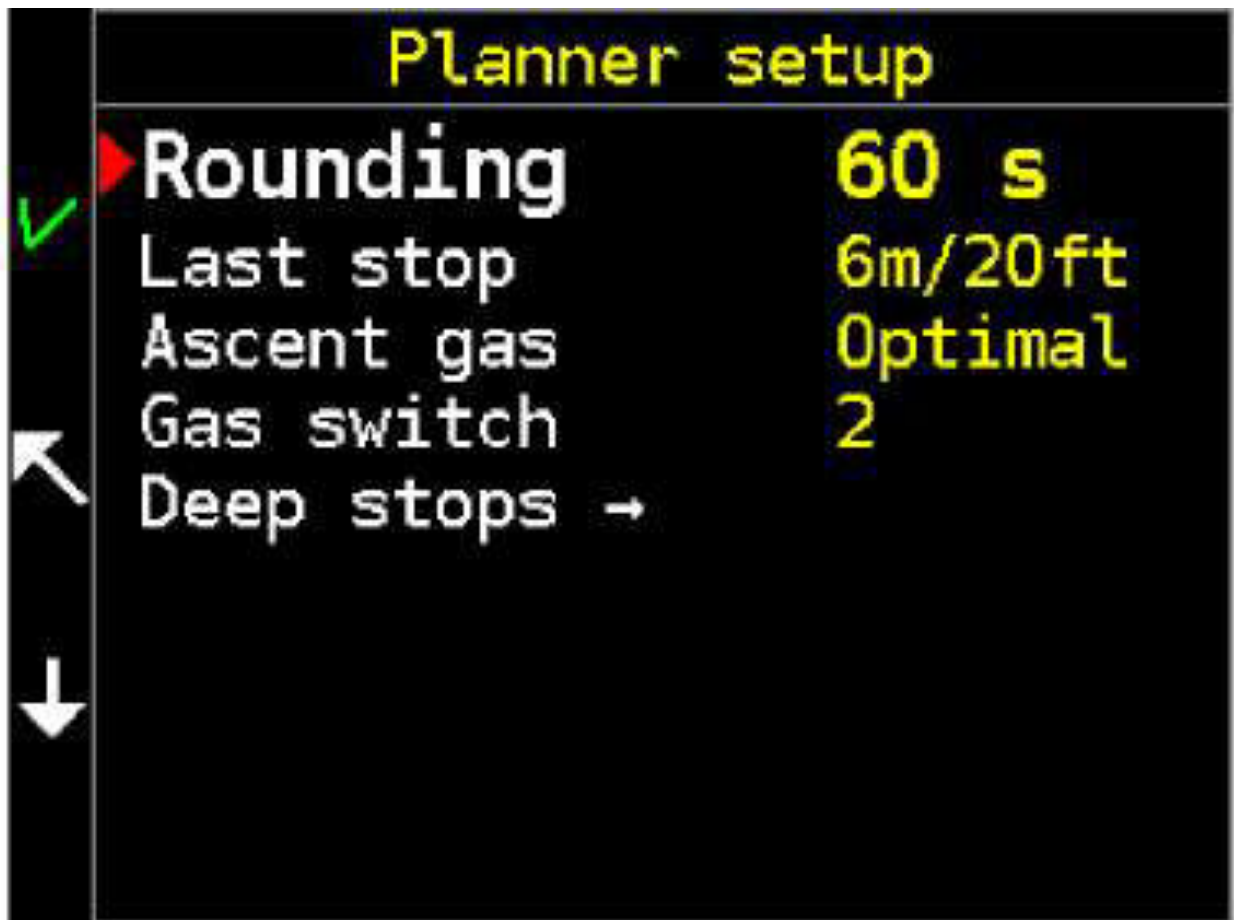 Planner setup
Rounding 60 s
Last stop 6m/20ft
Ascent gas Optimal
Gas switch 2
Deep stops →